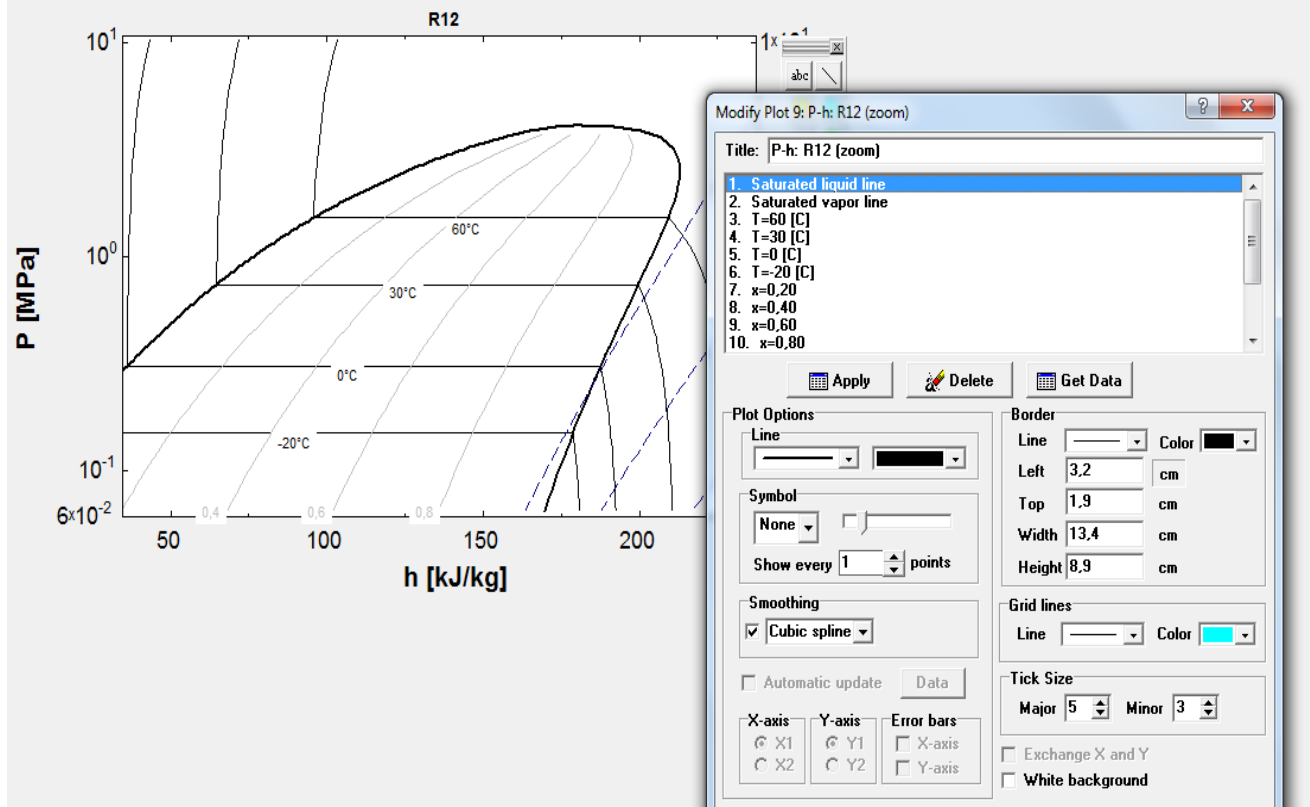 R12
10¹
1x
abc
P [MPa]
10⁰
60°C
30°C
0°C
-20°C
10⁻¹
6x10⁻²
0,4
0,6
0,8
50
100
150
200
h [kJ/kg]
Modify Plot 9: P-h: R12 (zoom)
Title: P-h: R12 (zoom)
1. Saturated liquid line
2. Saturated vapor line
3. T=60 [C]
4. T=30 [C]
5. T=0 [C]
6. T=-20 [C]
7. x=0,20
8. x=0,40
9. x=0,60
10. x=0,80
Apply
Delete
Get Data
Plot Options
Line
Symbol
None
Show every 1 points
Smoothing
Cubic spline
Automatic update
Data
X-axis
X1
X2
Y-axis
Y1
Y2
Error bars
X-axis
Y-axis
Border
Line
Color
Left 3,2 cm
Top 1,9 cm
Width 13,4 cm
Height 8,9 cm
Grid lines
Line
Color
Tick Size
Major 5 Minor 3
Exchange X and Y
White background